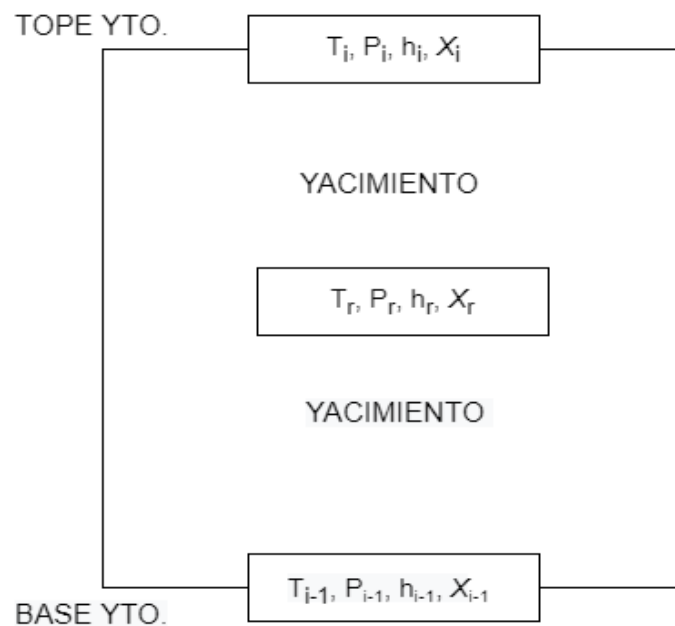 TOPE YTO.
Tᵢ, Pᵢ, hᵢ, Xᵢ
YACIMIENTO
Tᵣ, Pᵣ, hᵣ, Xᵣ
YACIMIENTO
Tᵢ₋₁, Pᵢ₋₁, hᵢ₋₁, Xᵢ₋₁
BASE YTO.